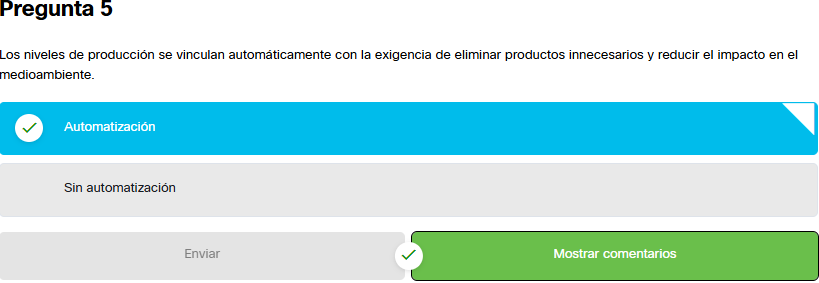 Pregunta 5
Los niveles de producción se vinculan automáticamente con la exigencia de eliminar productos innecesarios y reducir el impacto en el
medioambiente.
Automatización
Sin automatización
Enviar
Mostrar comentarios